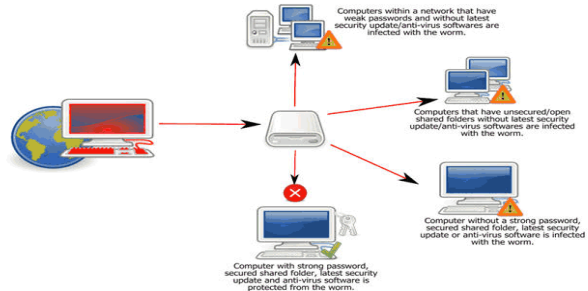 Computers within a network that have
weak passwords and without latest
security update/anti-virus softwares are
infected with the worm.
Computers that have unsecured/open
shared folders without latest security
update/anti-virus softwares are infected
with the worm.
Computer without a strong password,
secured shared folder, latest security
update or anti-virus software is infected
with the worm.
Computer with strong password,
secured shared folder, latest security
update and anti-virus software is
protected from the worm.